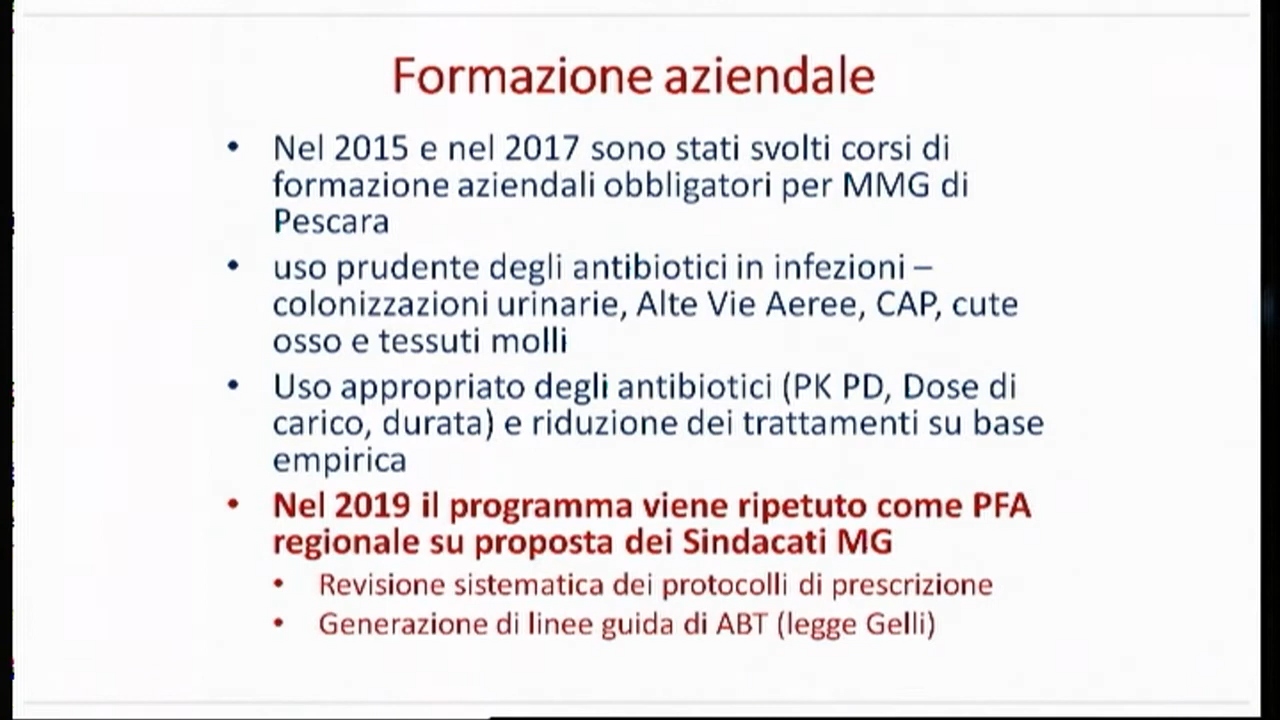 Formazione aziendale
• Nel 2015 e nel 2017 sono stati svolti corsi di
formazione aziendali obbligatori per MMG di
Pescara
• uso prudente degli antibiotici in infezioni –
colonizzazioni urinarie, Alte Vie Aeree, CAP, cute
osso e tessuti molli
• Uso appropriato degli antibiotici (PK PD, Dose di
carico, durata) e riduzione dei trattamenti su base
empirica
• Nel 2019 il programma viene ripetuto come PFA
regionale su proposta dei Sindacati MG
• Revisione sistematica dei protocolli di prescrizione
• Generazione di linee guida di ABT (legge Gelli)